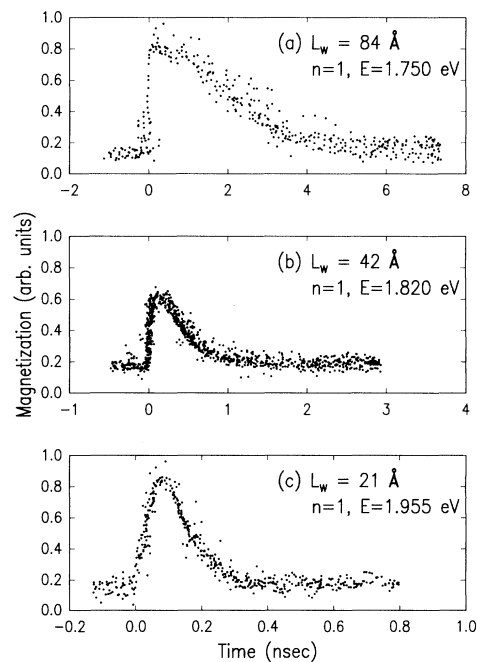 Magnetization (arb. units)
1.0
0.8
0.6
0.4
0.2
0.0
(a) Lw = 84 Å
n=1, E=1.750 eV
−2 0 2 4 6 8
1.0
0.8
0.6
0.4
0.2
0.0
(b) Lw = 42 Å
n=1, E=1.820 eV
−1 0 1 2 3 4
1.0
0.8
0.6
0.4
0.2
0.0
(c) Lw = 21 Å
n=1, E=1.955 eV
−0.2 0.0 0.2 0.4 0.6 0.8 1.0
Time (nsec)